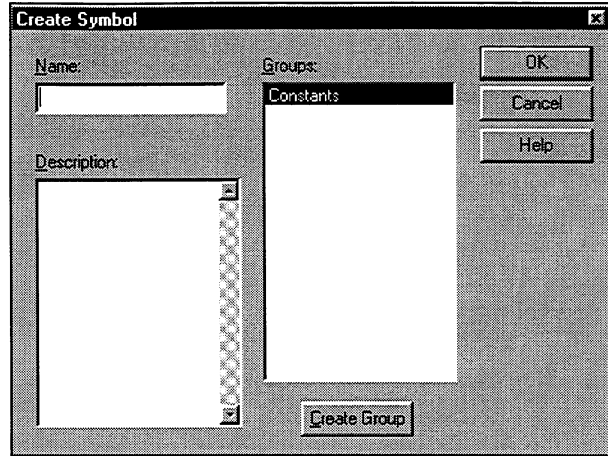 Create Symbol
Name:
Groups:
OK
Constants
Cancel
Help
Description:
Create Group